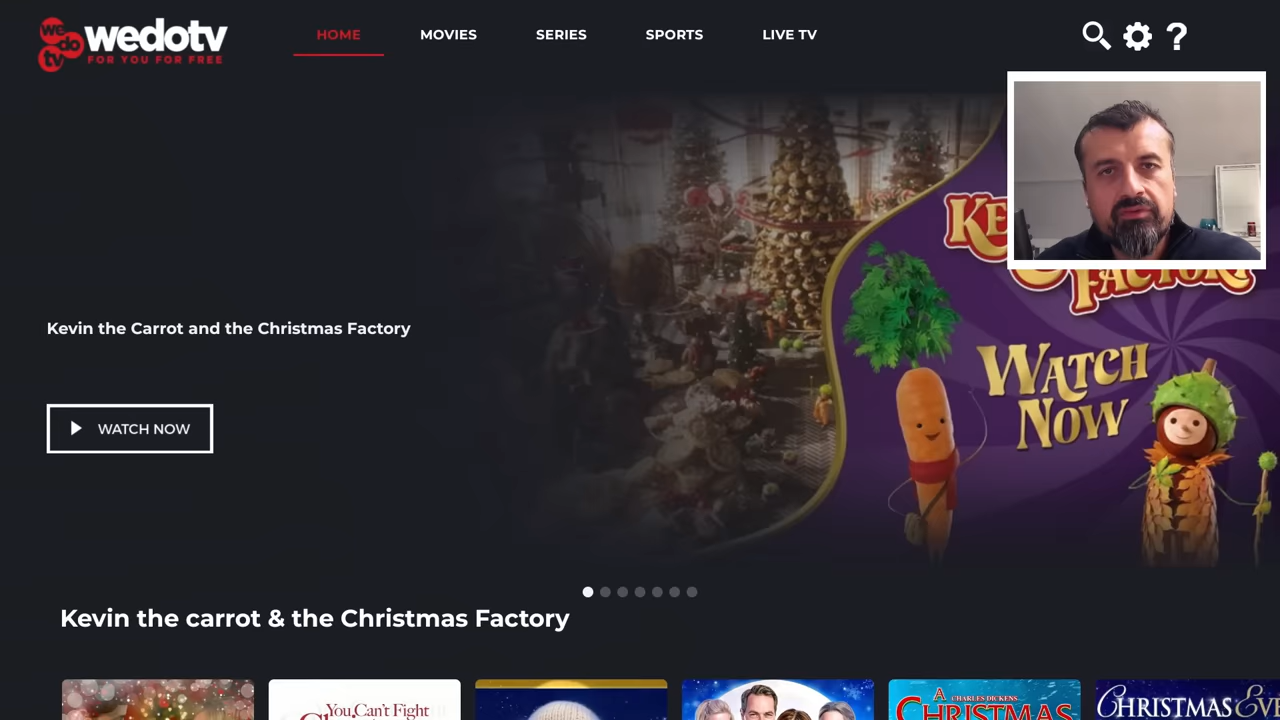 we do tv wedotv
FOR YOU FOR FREE
HOME MOVIES SERIES SPORTS LIVE TV
?
KE
FACTORY
WATCH
NOW
Kevin the Carrot and the Christmas Factory
WATCH NOW
Kevin the carrot & the Christmas Factory
You Can't Fight
A CHARLES DICKENS
CHRISTMAS
CHRISTMAS EVE